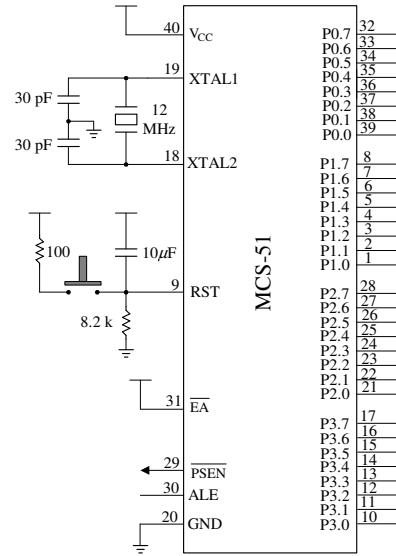 40 VCC P0.7 32
P0.6 33
P0.5 34
19 XTAL1 P0.4 35
30 pF P0.3 36
12 P0.2 37
MHz P0.1 38
P0.0 39
30 pF
18 XTAL2 P1.7 8
P1.6 7
P1.5 6
P1.4 5
P1.3 4
P1.2 3
100 10µF P1.1 2
P1.0 1
9 RST
MCS-51
8.2 k
P2.7 28
P2.6 27
P2.5 26
P2.4 25
P2.3 24
P2.2 23
P2.1 22
P2.0 21
31 EA
P3.7 17
P3.6 16
P3.5 15
29 PSEN P3.4 14
P3.3 13
30 ALE P3.2 12
P3.1 11
20 GND P3.0 10